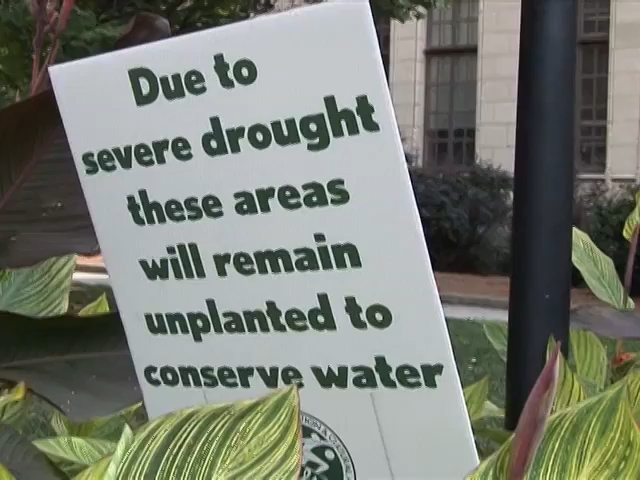 Due to
severe drought
these areas
will remain
unplanted to
conserve water